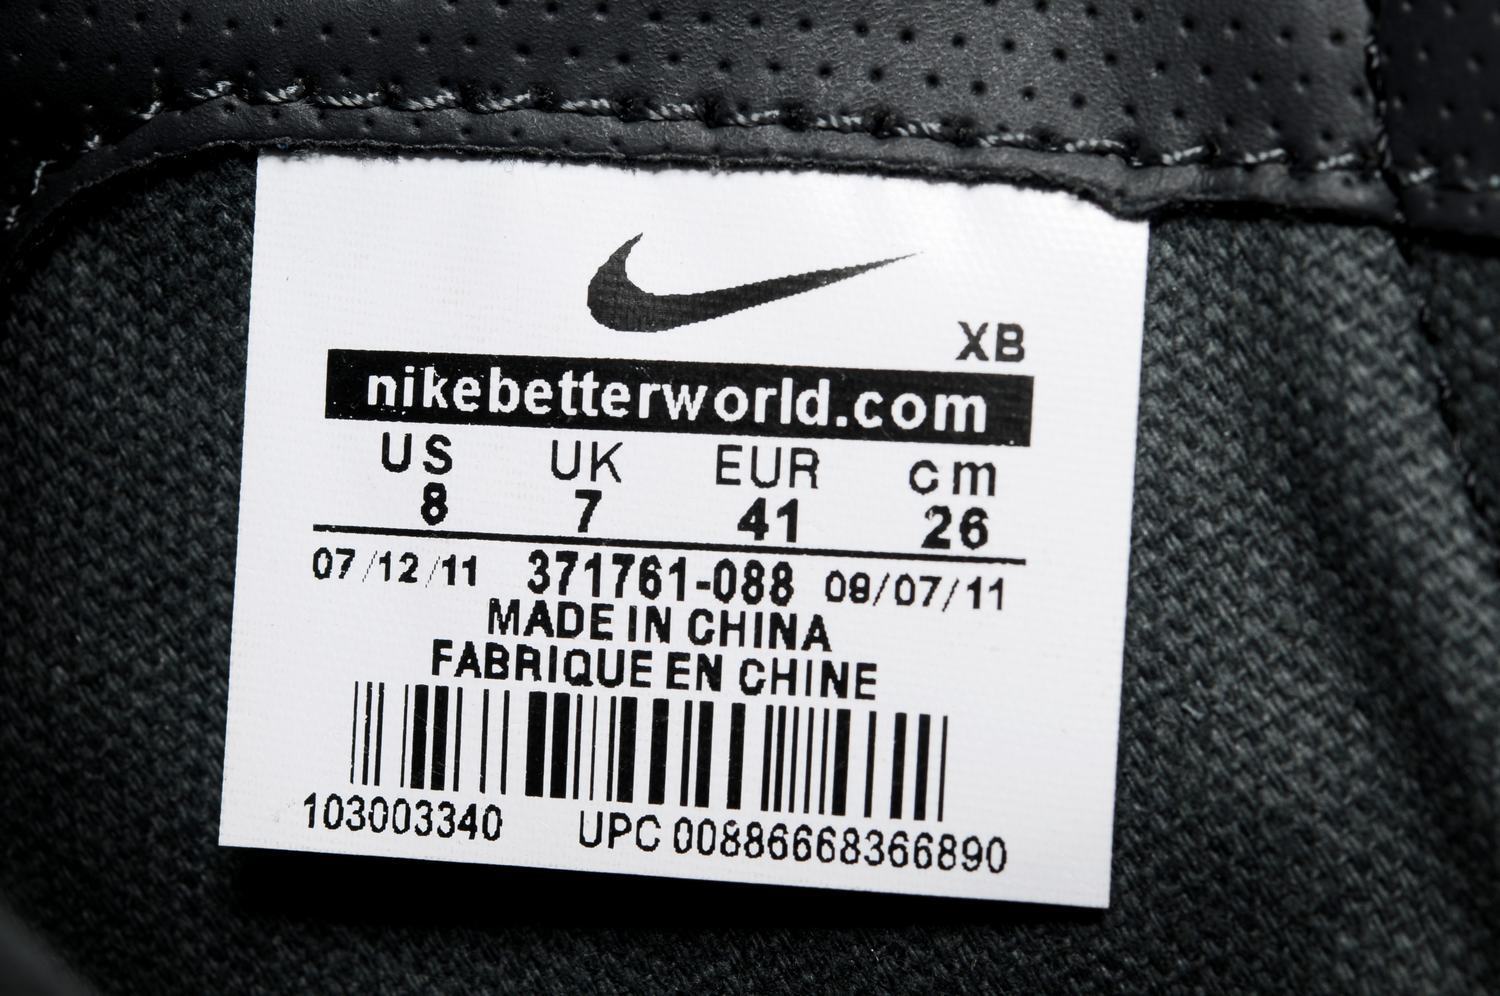 XB
nikebetterworld.com
US UK EUR cm
8 7 41 26
07/12/11 371761-088 09/07/11
MADE IN CHINA
FABRIQUE EN CHINE
103003340 UPC 00886668366890